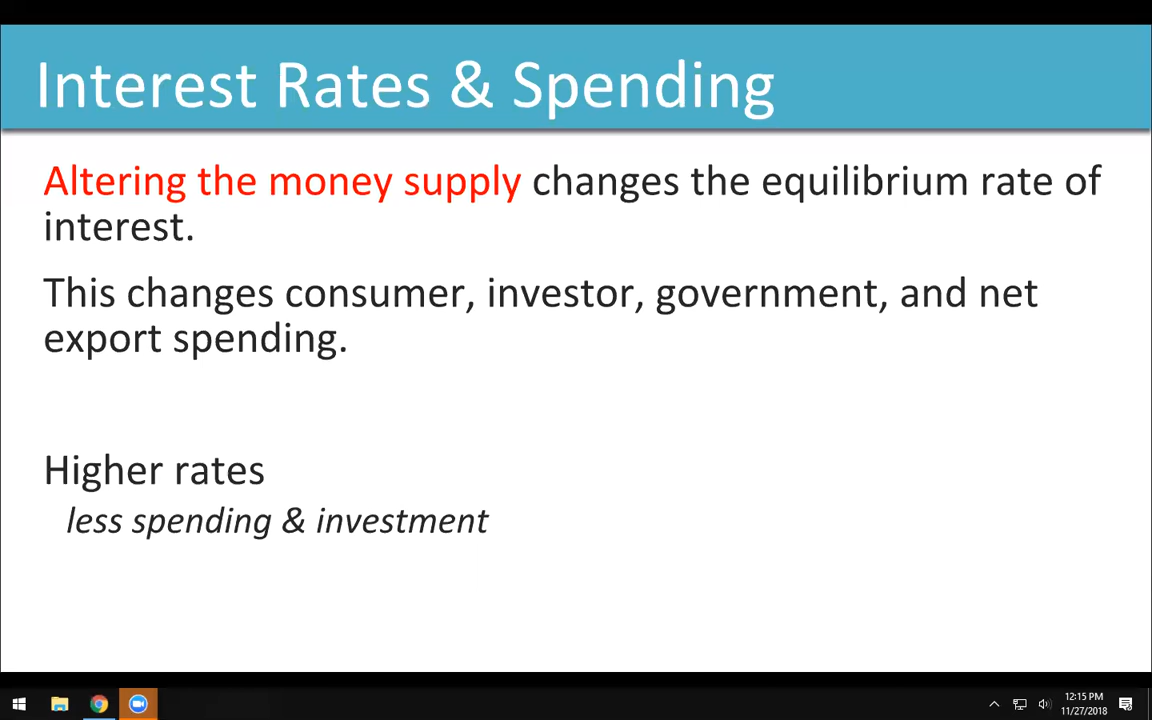 Interest Rates & Spending
Altering the money supply changes the equilibrium rate of
interest.
This changes consumer, investor, government, and net
export spending.
Higher rates
less spending & investment
12:15 PM
11/27/2018